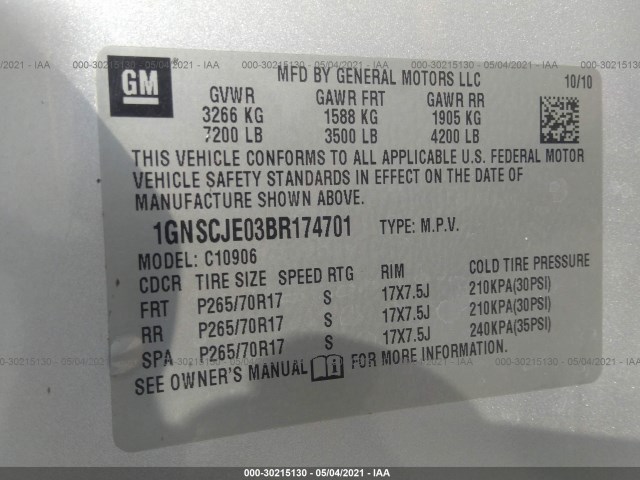 000-30215130 - 05/04/2021 - IAA
GM
MFD BY GENERAL MOTORS LLC 10/10
GVWR GAWR FRT GAWR RR
3266 KG 1588 KG 1905 KG
7200 LB 3500 LB 4200 LB
THIS VEHICLE CONFORMS TO ALL APPLICABLE U.S. FEDERAL MOTOR
VEHICLE SAFETY STANDARDS IN EFFECT ON THE DATE OF
MANUFACTURE SHOWN ABOVE.
1GNSCJE03BR174701 TYPE: M.P.V.
MODEL: C10906
CDCR TIRE SIZE SPEED RTG RIM COLD TIRE PRESSURE
FRT P265/70R17 S 17X7.5J 210KPA(30PSI)
RR P265/70R17 S 17X7.5J 210KPA(30PSI)
SPA P265/70R17 S 17X7.5J 240KPA(35PSI)
SEE OWNER'S MANUAL FOR MORE INFORMATION.
000-30215130 - 05/04/2021 - IAA